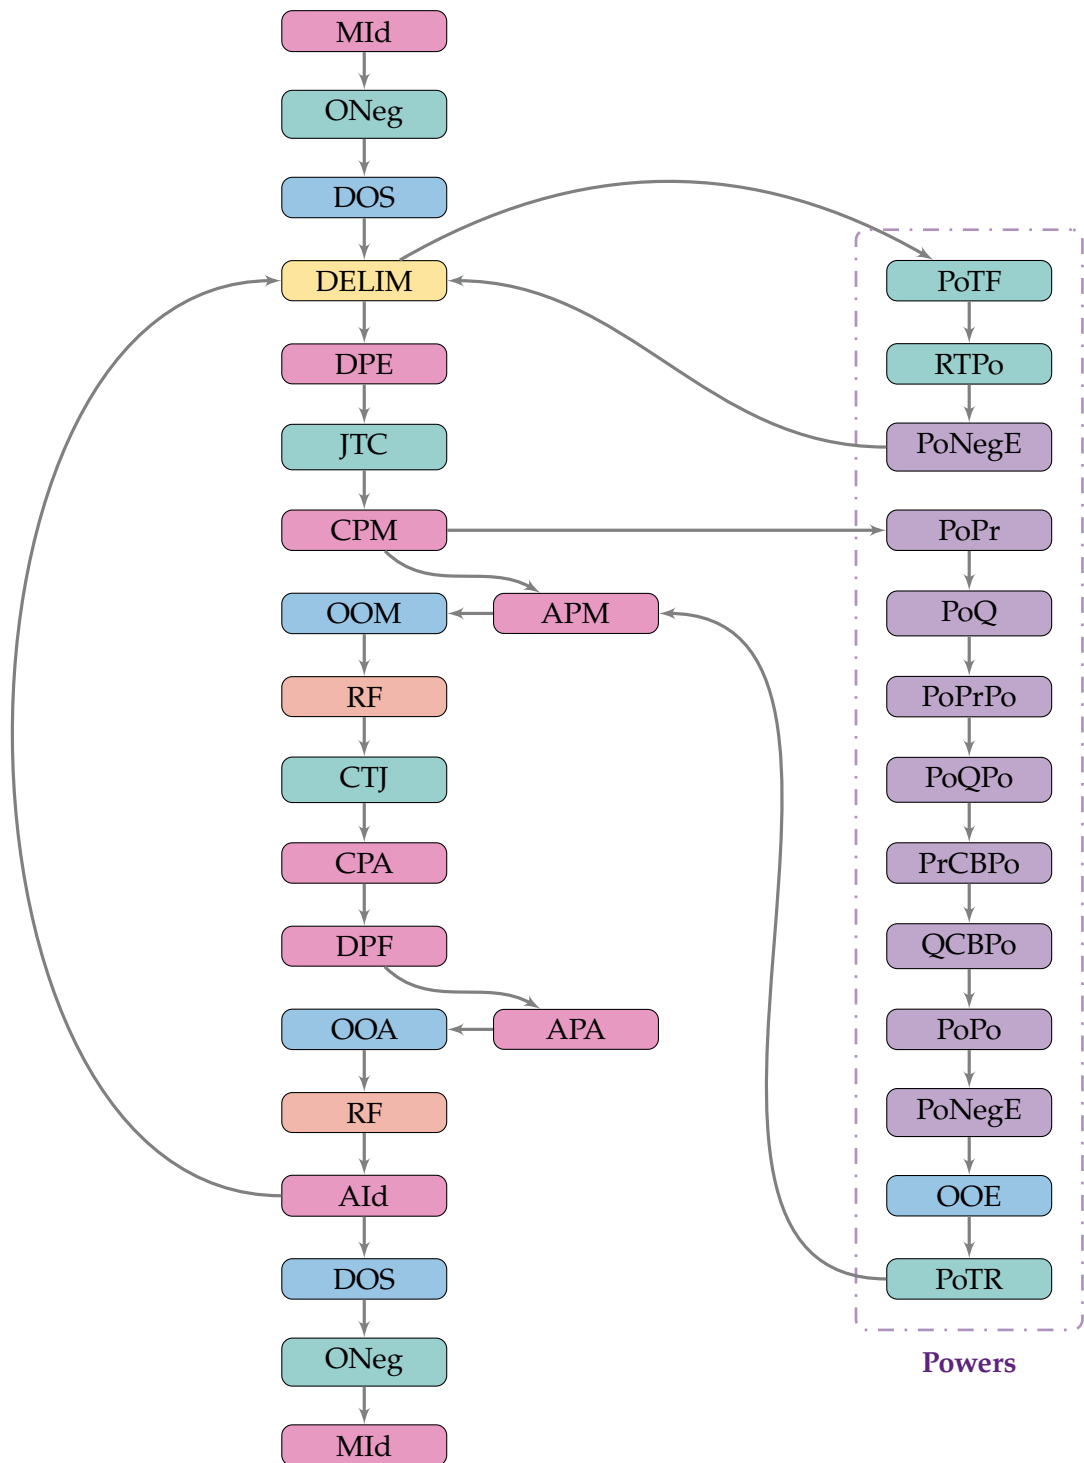 MId
ONeg
DOS
DELIM
PoTF
DPE
RTPo
JTC
PoNegE
CPM
PoPr
OOM
APM
PoQ
RF
PoPrPo
CTJ
PoQPo
CPA
PrCBPo
DPF
QCBPo
OOA
APA
PoPo
RF
PoNegE
AId
OOE
DOS
PoTR
ONeg
Powers
MId